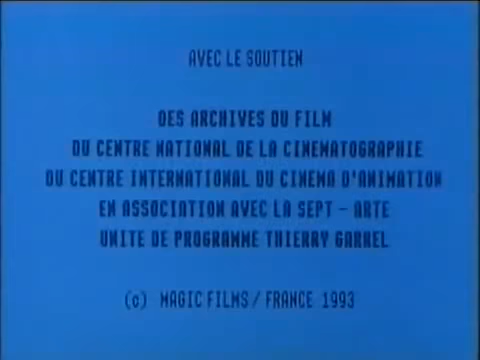 AVEC LE SOUTIEN
DES ARCHIVES DU FILM
DU CENTRE NATIONAL DE LA CINEMATOGRAPHIE
DU CENTRE INTERNATIONAL DU CINEMA D'ANIMATION
EN ASSOCIATION AVEC LA SEPT - ARTE
UNITE DE PROGRAMME THIERRY GARREL
(c) MAGIC FILMS / FRANCE 1993